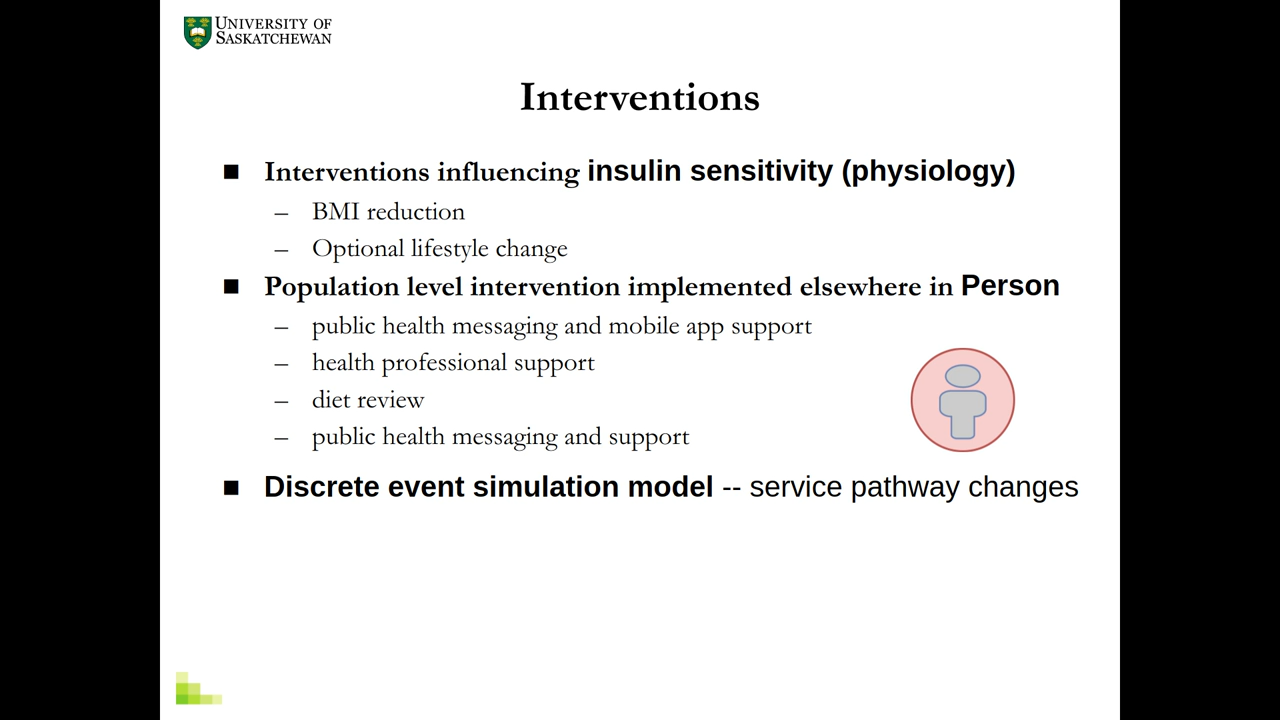 UNIVERSITY OF
SASKATCHEWAN
Interventions
■ Interventions influencing insulin sensitivity (physiology)
– BMI reduction
– Optional lifestyle change
■ Population level intervention implemented elsewhere in Person
– public health messaging and mobile app support
– health professional support
– diet review
– public health messaging and support
■ Discrete event simulation model -- service pathway changes